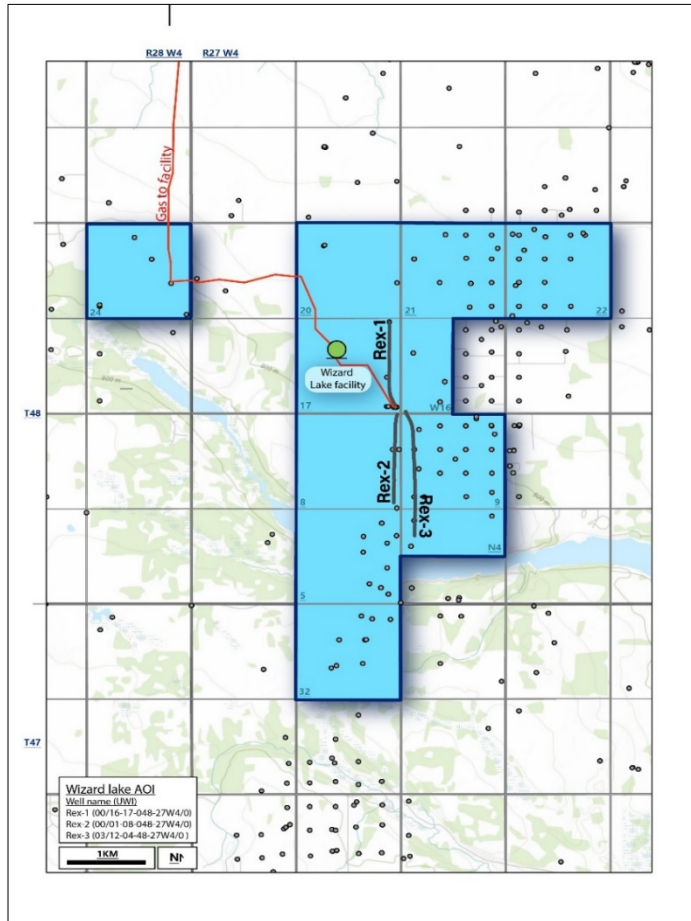 R28 W4 R27 W4
Gas to facility
24
20
21
22
Rex-1
Wizard
Lake facility
17
W16
T48
Rex-2
Rex-3
8
9
N4
5
32
T47
Wizard lake AOI
Well name (UWI)
Rex-1 (00/16-17-048-27W4/0)
Rex-2 (00/01-08-048-27W4/0)
Rex-3 (03/12-04-48-27W4/0 )
1KM
N